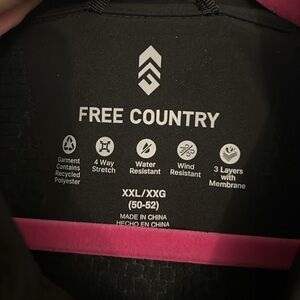 FREE COUNTRY
Garment
Contains
Recycled
Polyester
4 Way
Stretch
Water
Resistant
Wind
Resistant
3 Layers
with
Membrane
XXL/XXG
(50-52)
MADE IN CHINA
HECHO EN CHINA